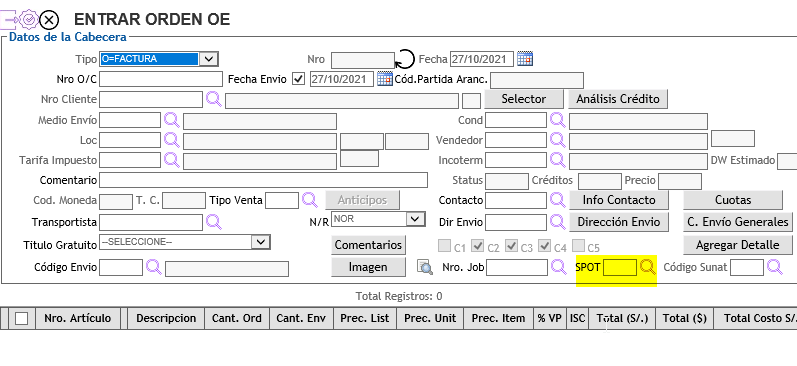 ENTRAR ORDEN OE
Datos de la Cabecera
Tipo O=FACTURA Nro Fecha 27/10/2021
Nro O/C Fecha Envio 27/10/2021 Cód.Partida Aranc.
Nro Cliente Selector Análisis Crédito
Medio Envío Cond
Loc Vendedor
Tarifa Impuesto Incoterm DW Estimado
Comentario Status Créditos Precio
Cod. Moneda T. C. Tipo Venta Anticipos Contacto Info Contacto Cuotas
Transportista N/R NOR Dir Envio Dirección Envio C. Envío Generales
Titulo Gratuito --SELECCIONE-- Comentarios C1 C2 C3 C4 C5 Agregar Detalle
Código Envio Imagen Nro. Job SPOT Código Sunat
Total Registros: 0
Nro. Artículo Descripcion Cant. Ord Cant. Env Prec. List Prec. Unit Prec. Item % VP ISC Total (S/.) Total ($) Total Costo S/.